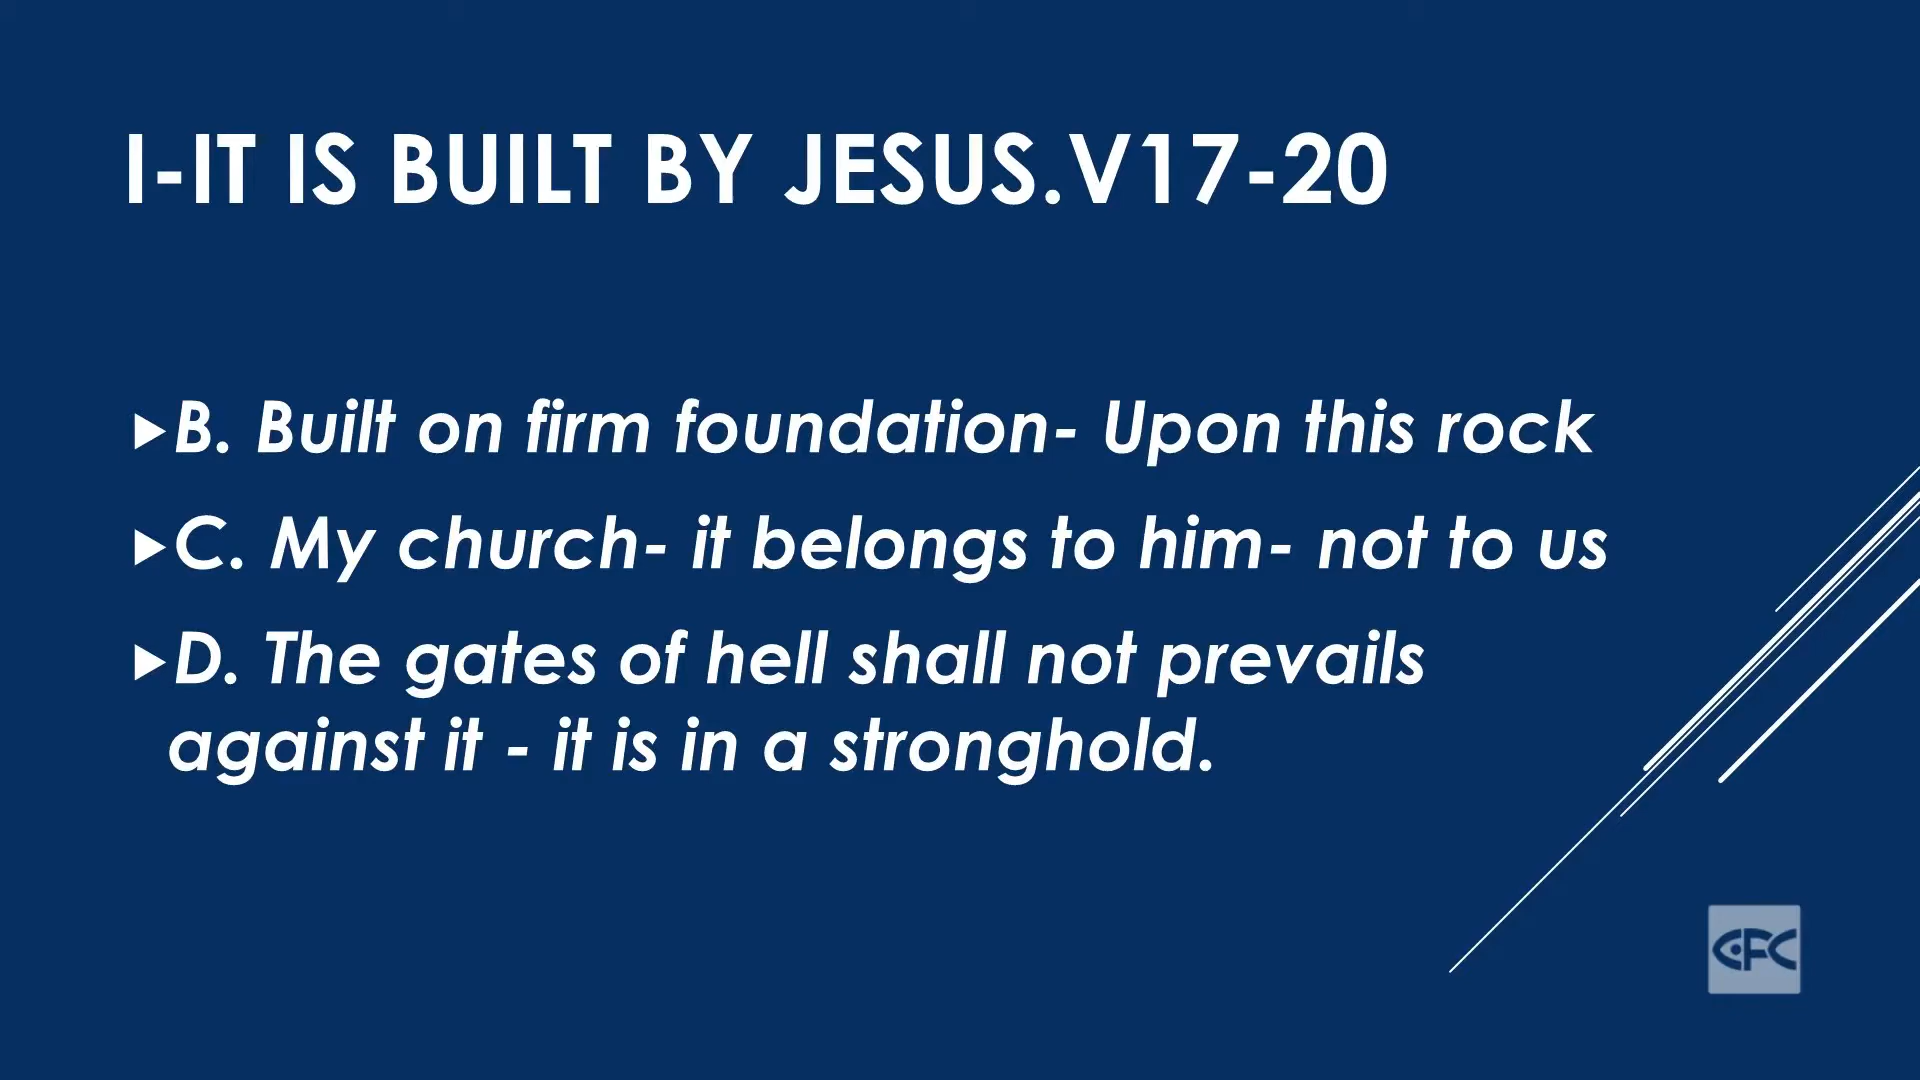 I-IT IS BUILT BY JESUS.V17-20
B. Built on firm foundation- Upon this rock
C. My church- it belongs to him- not to us
D. The gates of hell shall not prevails
against it - it is in a stronghold.
CFC